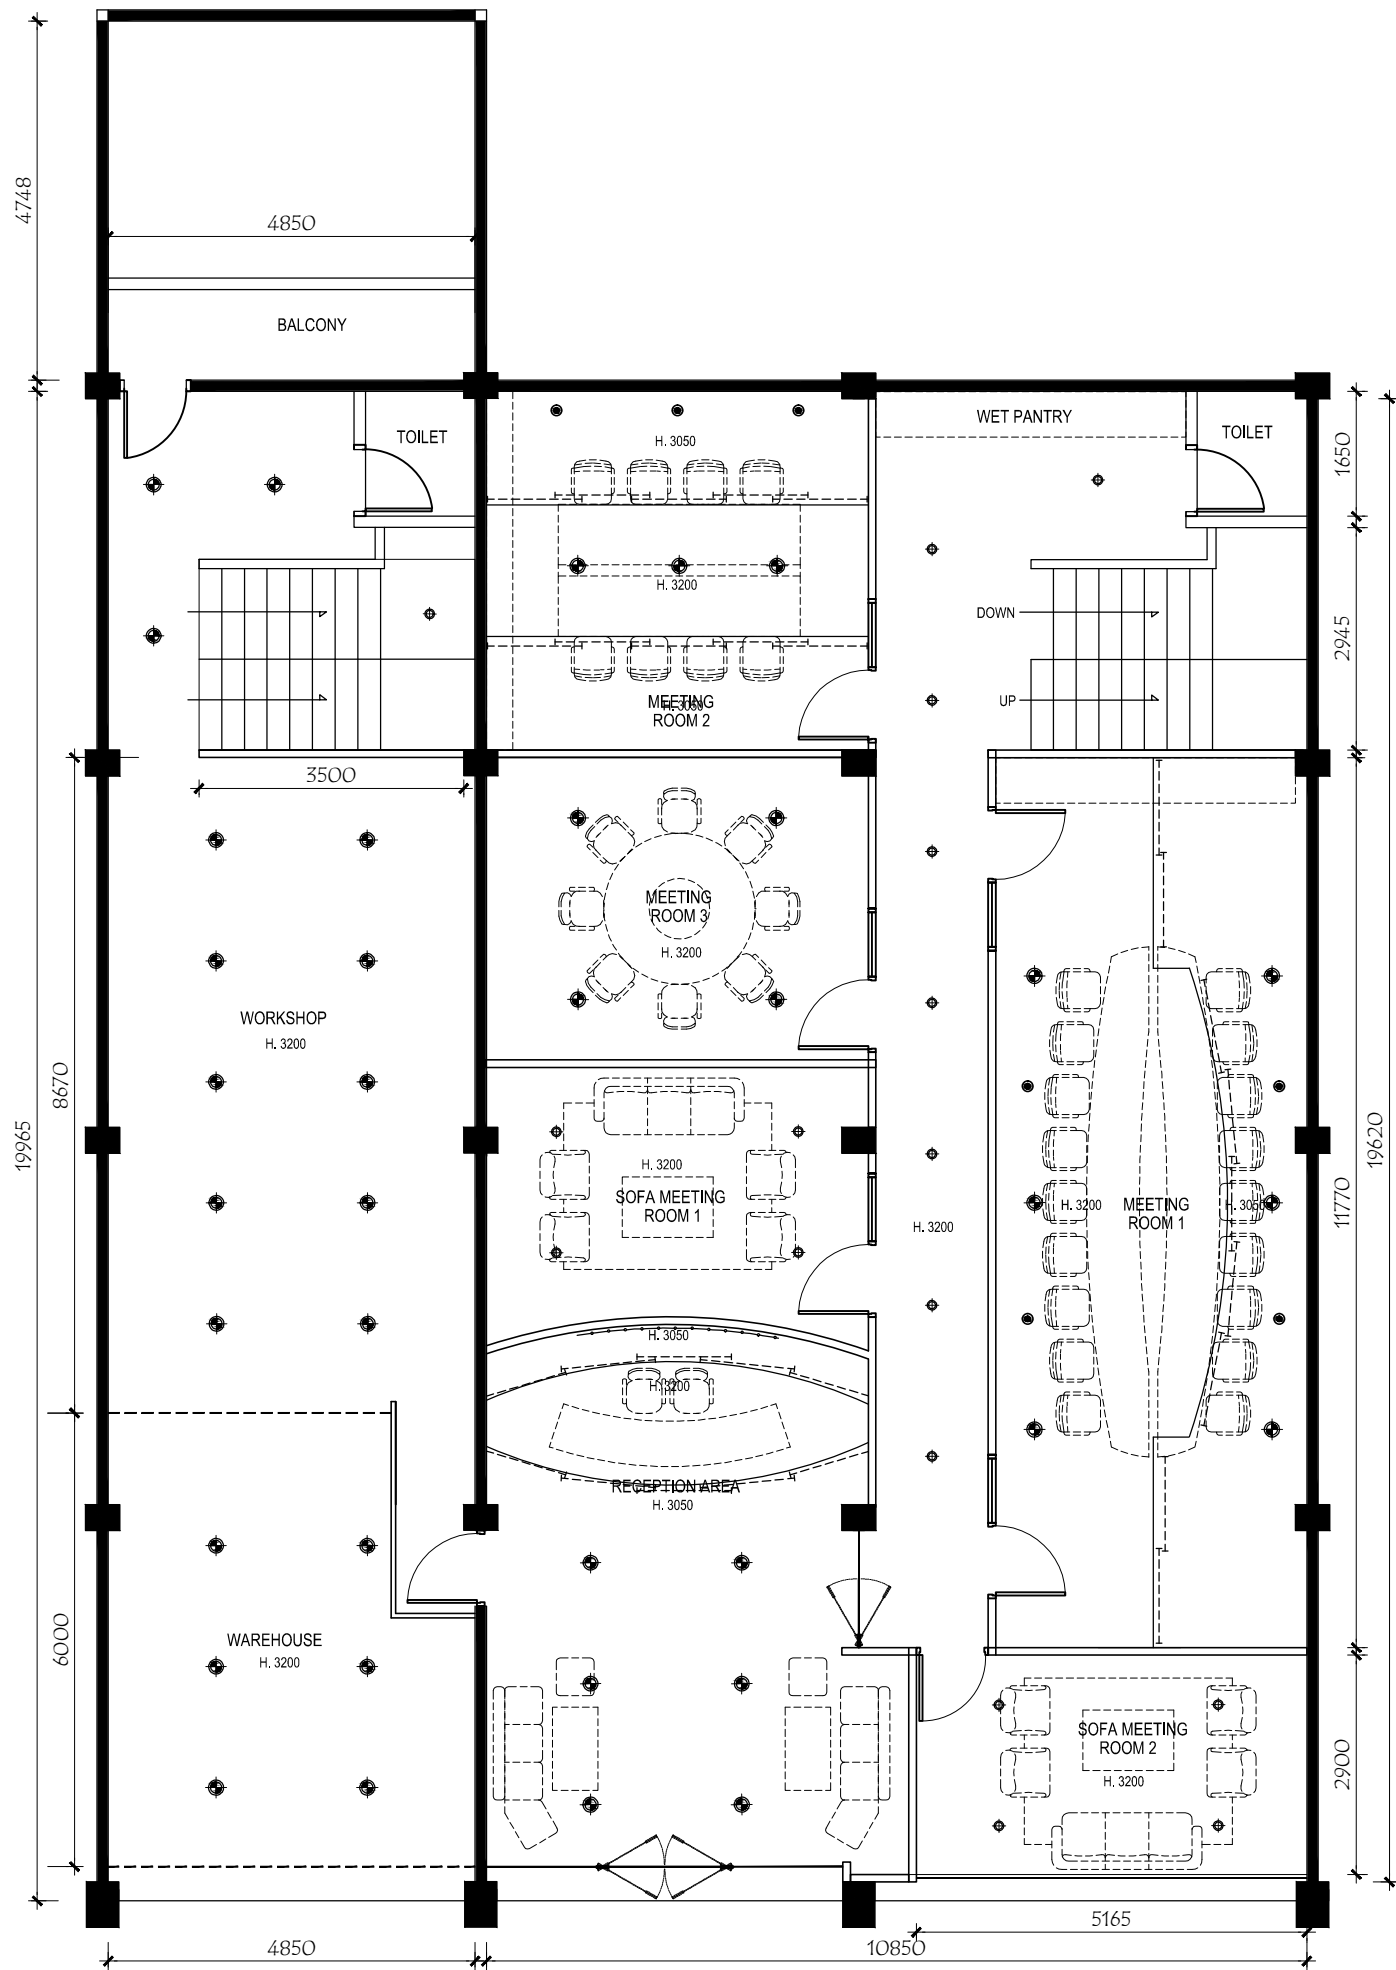 4748
4850
BALCONY
TOILET
H. 3050
WET PANTRY
TOILET
1650
H. 3200
DOWN
2945
UP
MEETING
ROOM 2
H. 3050
3500
MEETING
ROOM 3
H. 3200
WORKSHOP
H. 3200
8670
19965
H. 3200
SOFA MEETING
ROOM 1
H. 3200
H. 3200
MEETING
ROOM 1
H. 3050
11770
19620
H. 3050
H. 3200
RECEPTION AREA
H. 3050
6000
WAREHOUSE
H. 3200
SOFA MEETING
ROOM 2
H. 3200
2900
5165
4850
10850